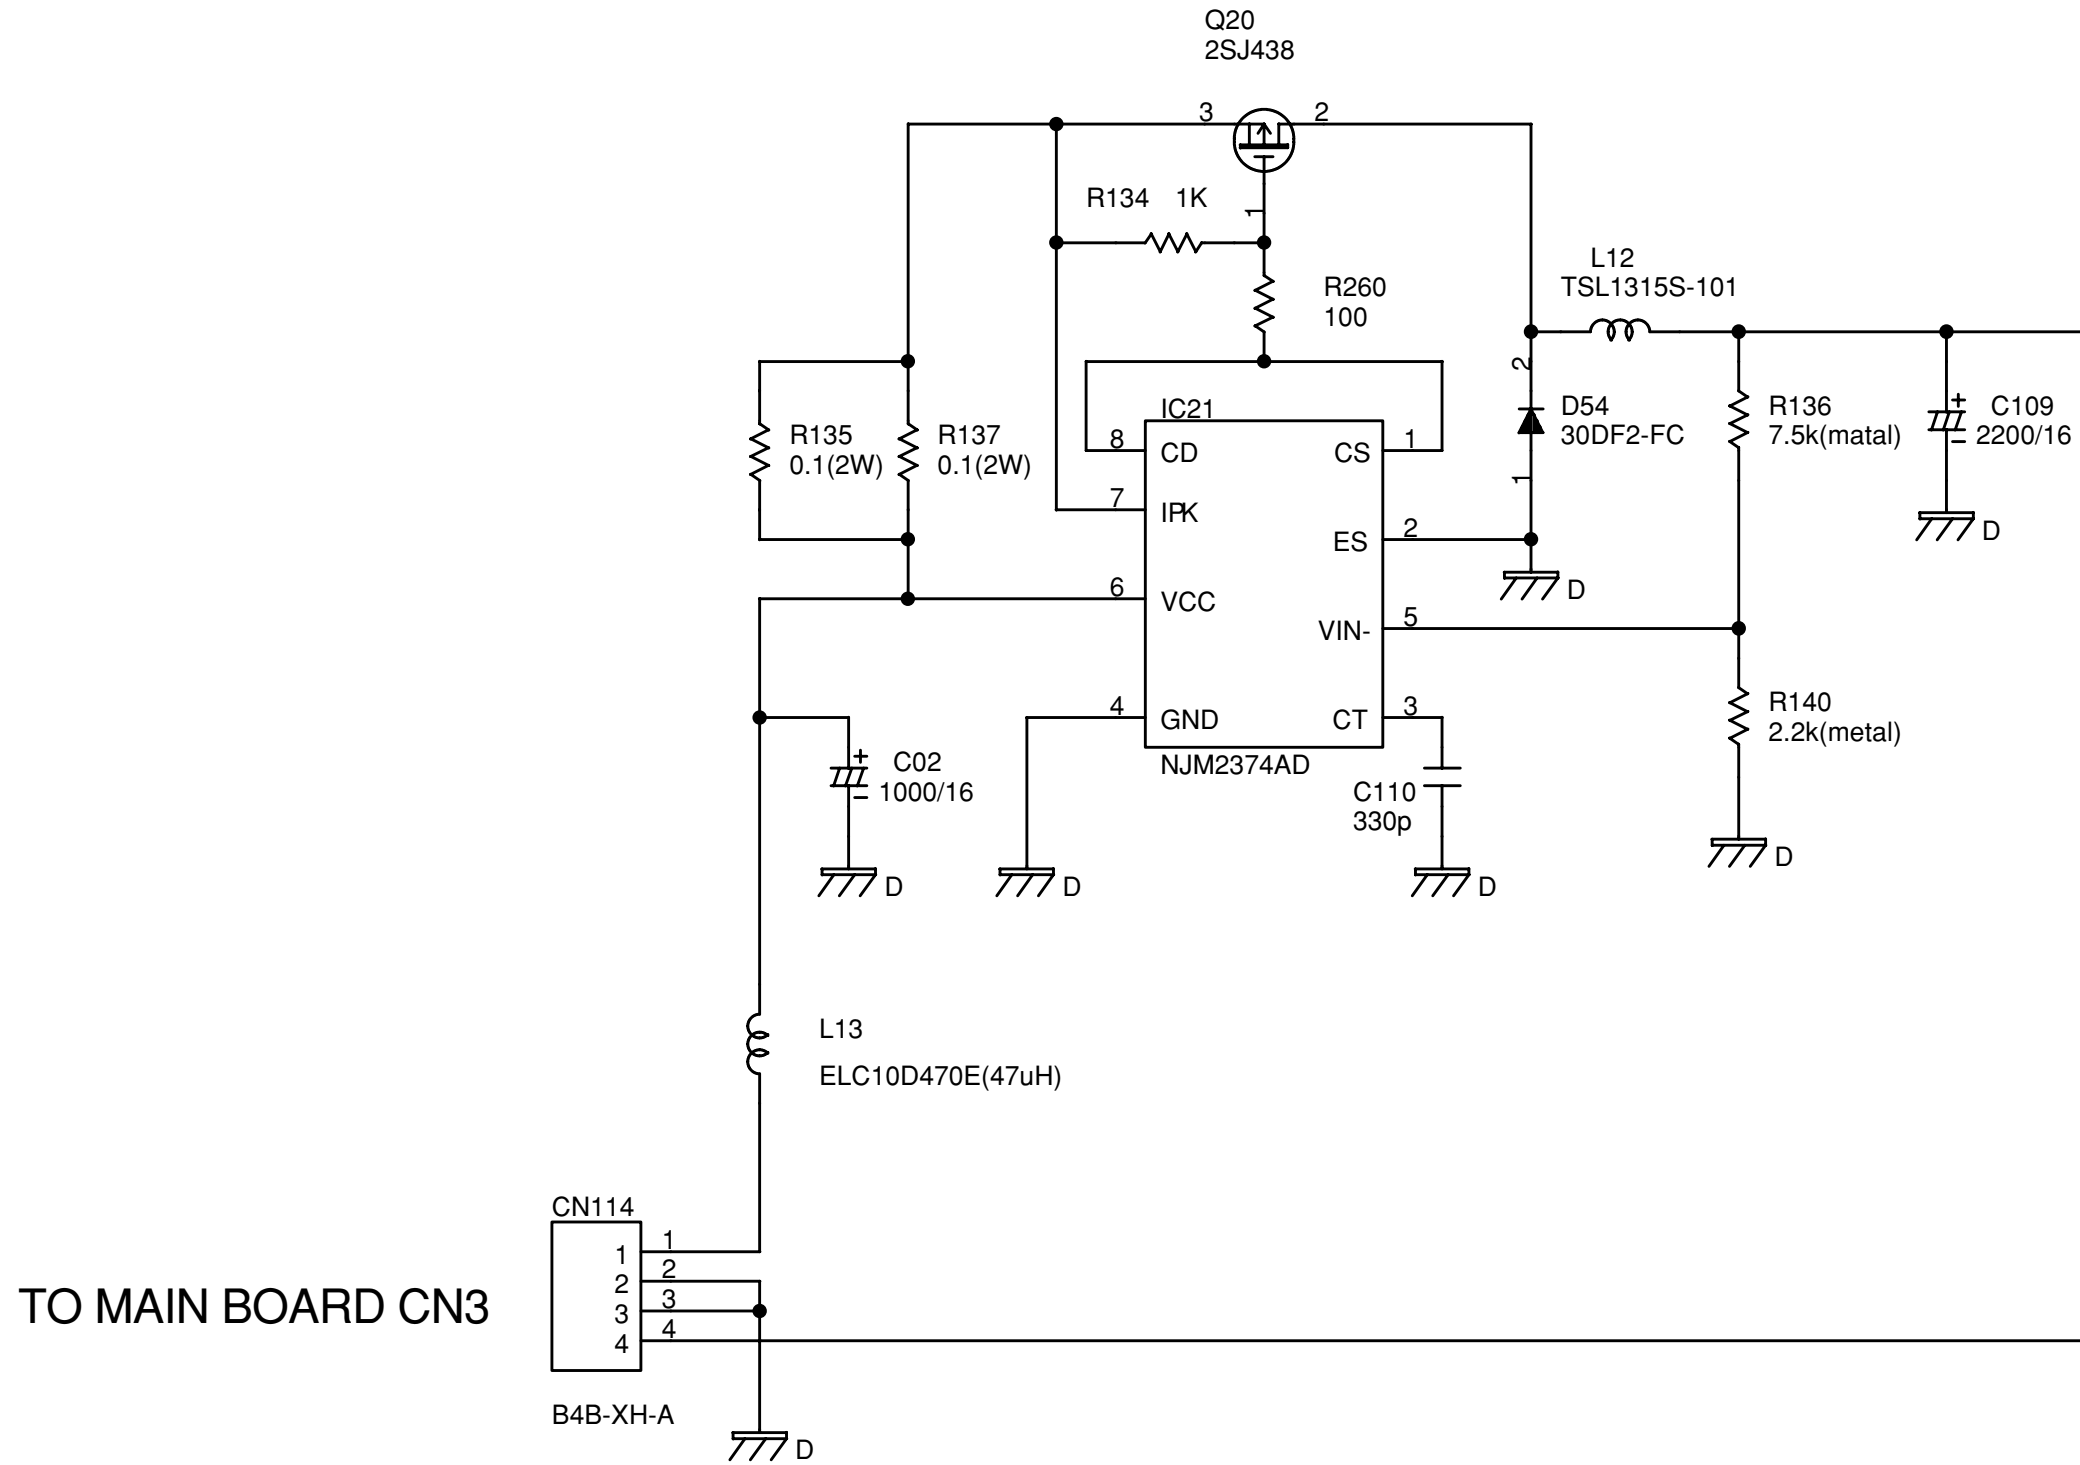 Q20
2SJ438
3
2
R134 1K
1
R260
100
L12
TSL1315S-101
2
D54
30DF2-FC
1
R136
7.5k(matal)
C109
2200/16
+
D
R135
0.1(2W)
R137
0.1(2W)
IC21
8
CD
CS
1
7
IPK
ES
2
D
6
VCC
VIN-
5
4
GND
CT
3
NJM2374AD
R140
2.2k(metal)
D
+
C02
1000/16
D
D
C110
330p
D
L13
ELC10D470E(47uH)
CN114
1 1
2 2
3 3
4 4
TO MAIN BOARD CN3
B4B-XH-A
D